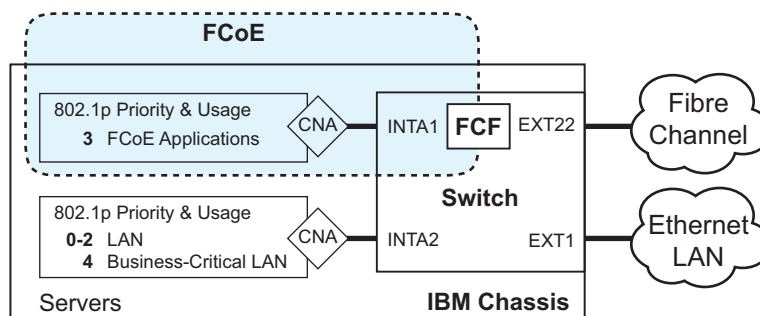 FCoE
802.1p Priority & Usage
3 FCoE Applications
CNA
INTA1
FCF
EXT22
Fibre
Channel
Switch
802.1p Priority & Usage
0-2 LAN
4 Business-Critical LAN
CNA
INTA2
EXT1
Ethernet
LAN
Servers
IBM Chassis